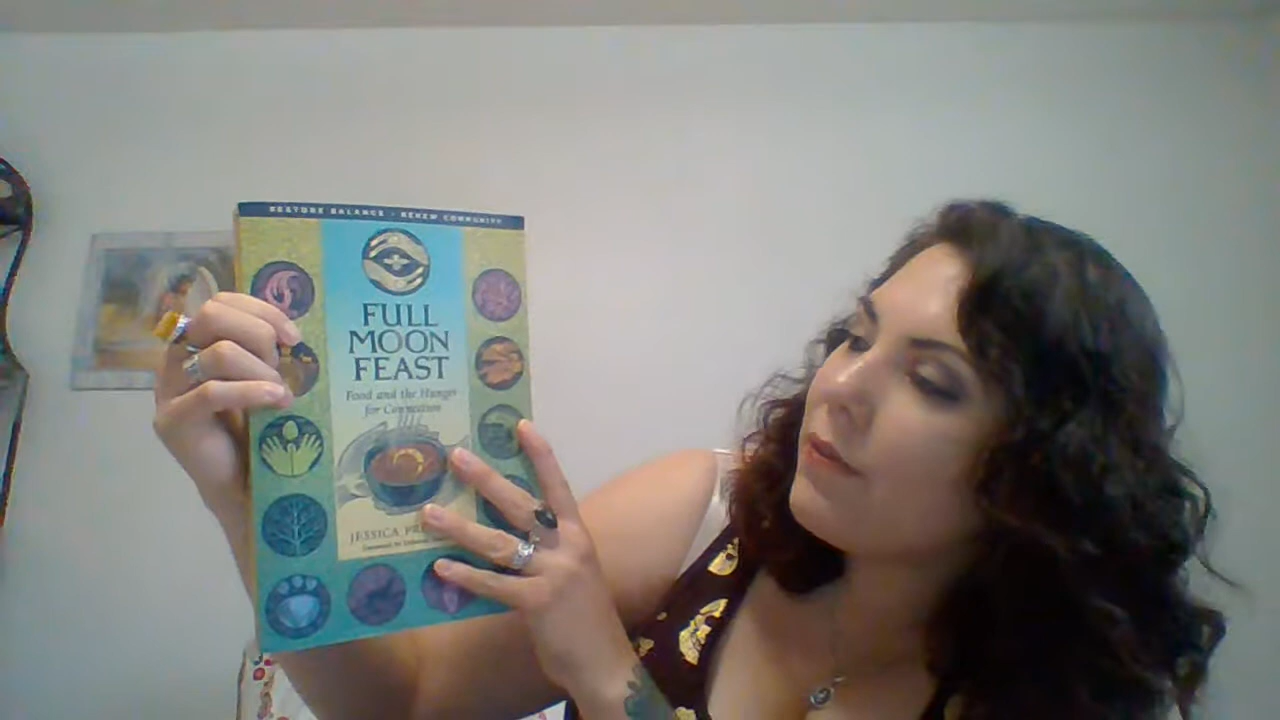 RESTORE BALANCE · RENEW COMMUNITY
FULL
MOON
FEAST
Food and the Hunger
for Connection
JESSICA